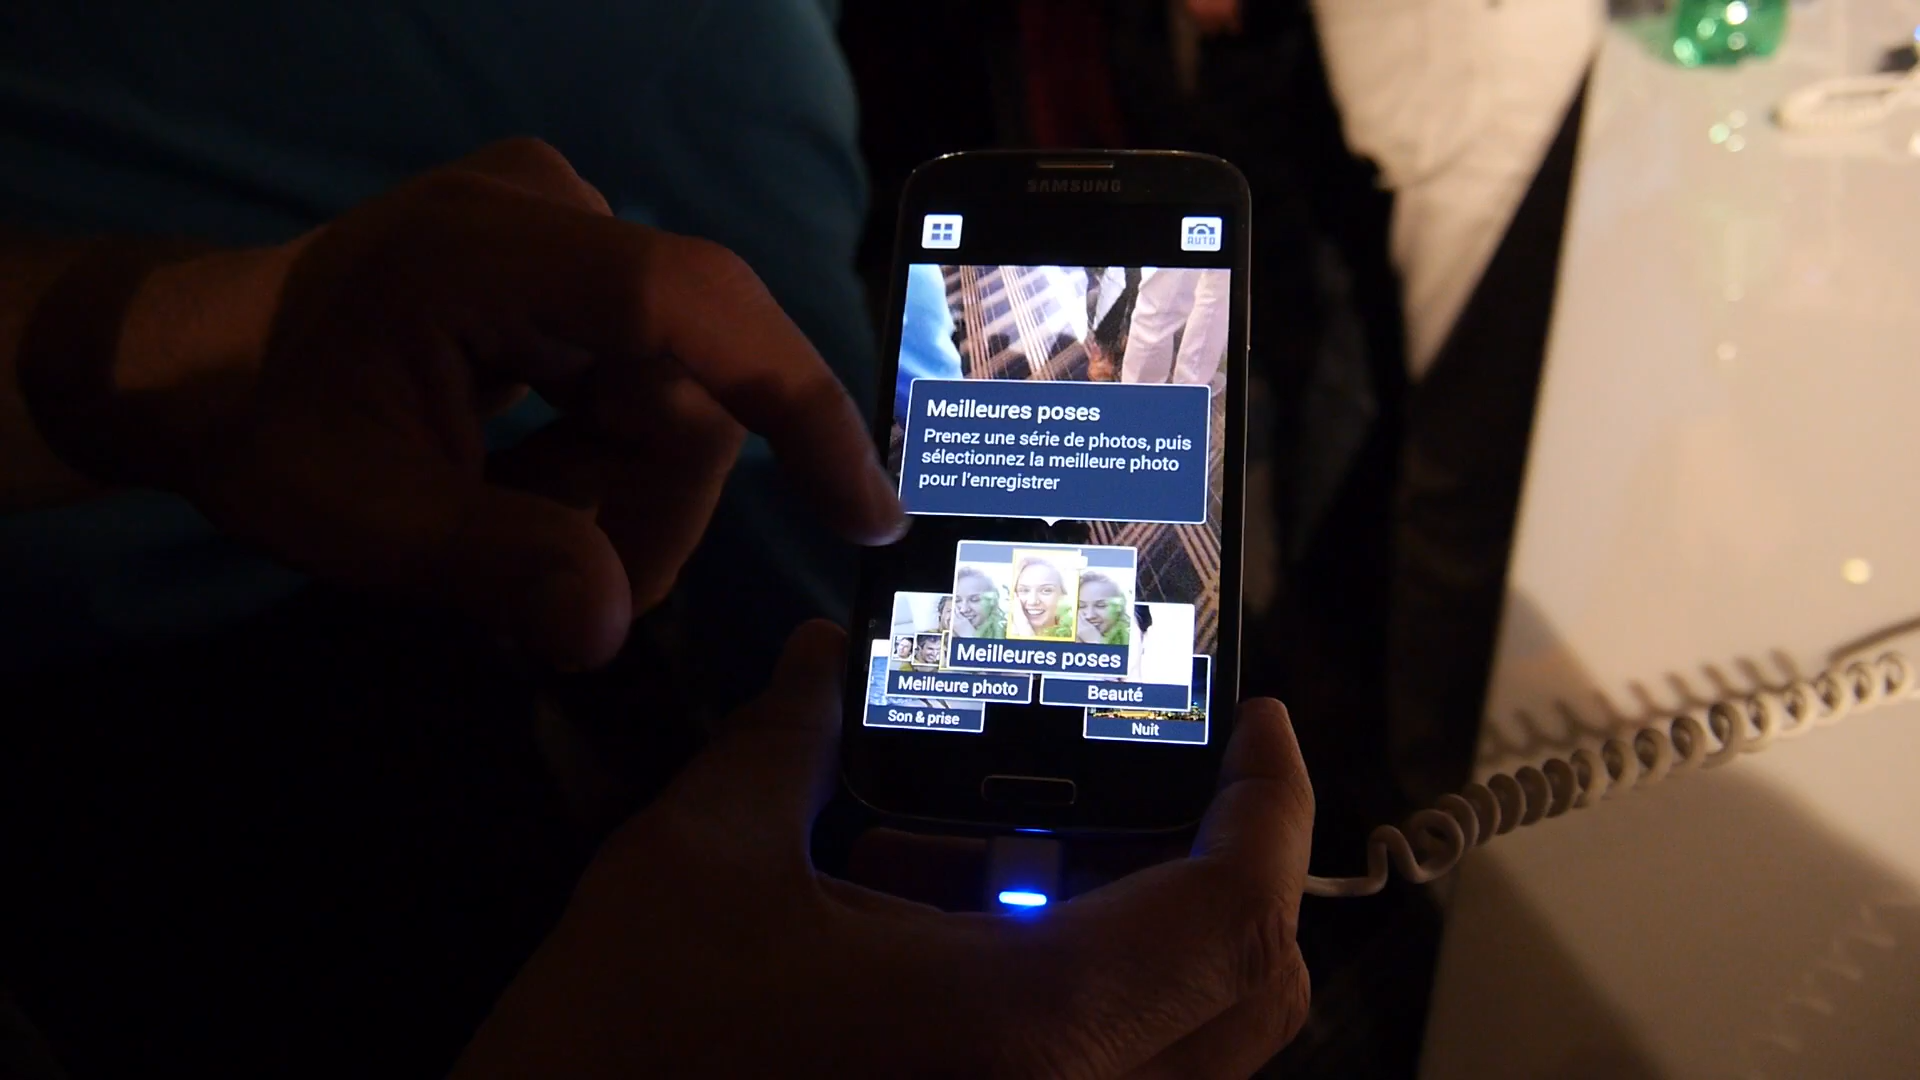 SAMSUNG
AUTO
Meilleures poses
Prenez une série de photos, puis
sélectionnez la meilleure photo
pour l'enregistrer
Meilleures poses
Meilleure photo
Beauté
Son & prise
Nuit